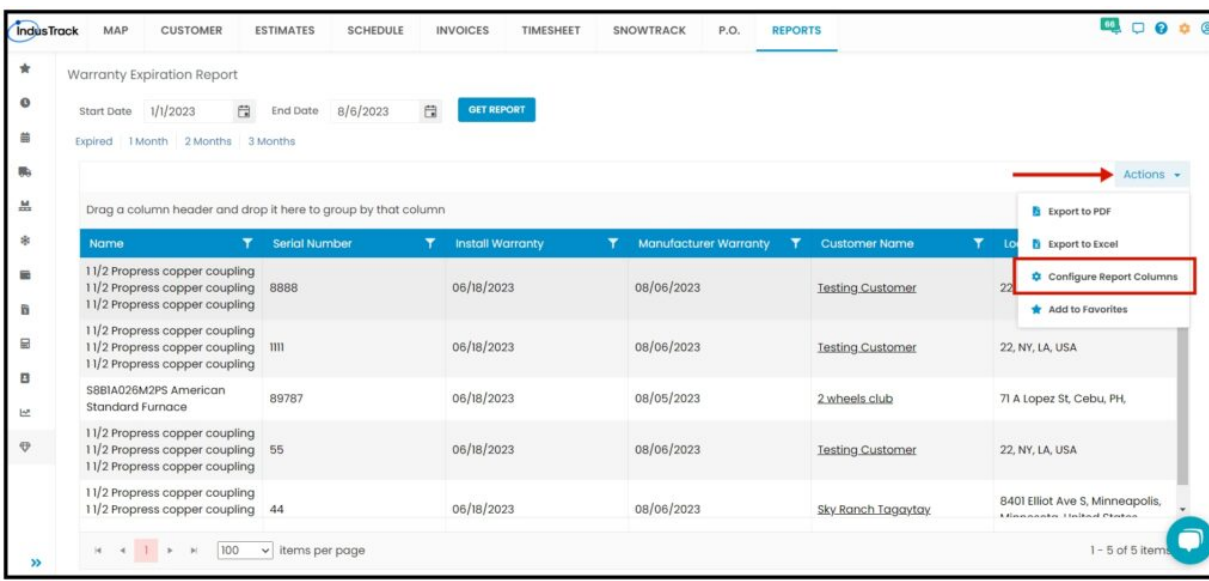 IndusTrack MAP CUSTOMER ESTIMATES SCHEDULE INVOICES TIMESHEET SNOWTRACK P.O. REPORTS 66
Warranty Expiration Report
Start Date 1/1/2023 End Date 8/6/2023 GET REPORT
Expired 1 Month 2 Months 3 Months
Actions
Drag a column header and drop it here to group by that column
Export to PDF
Export to Excel
Configure Report Columns
Add to Favorites
Name Serial Number Install Warranty Manufacturer Warranty Customer Name Lo
1 1/2 Propress copper coupling
1 1/2 Propress copper coupling 8888 06/18/2023 08/06/2023 Testing Customer 22
1 1/2 Propress copper coupling
1 1/2 Propress copper coupling
1 1/2 Propress copper coupling 1111 06/18/2023 08/06/2023 Testing Customer 22, NY, LA, USA
1 1/2 Propress copper coupling
S8B1A026M2PS American
Standard Furnace 89787 06/18/2023 08/05/2023 2 wheels club 71 A Lopez St, Cebu, PH,
1 1/2 Propress copper coupling
1 1/2 Propress copper coupling 55 06/18/2023 08/06/2023 Testing Customer 22, NY, LA, USA
1 1/2 Propress copper coupling
1 1/2 Propress copper coupling
1 1/2 Propress copper coupling 44 06/18/2023 08/06/2023 Sky Ranch Tagaytay 8401 Elliot Ave S, Minneapolis,
Minnesota, United States
1 100 items per page 1 - 5 of 5 items